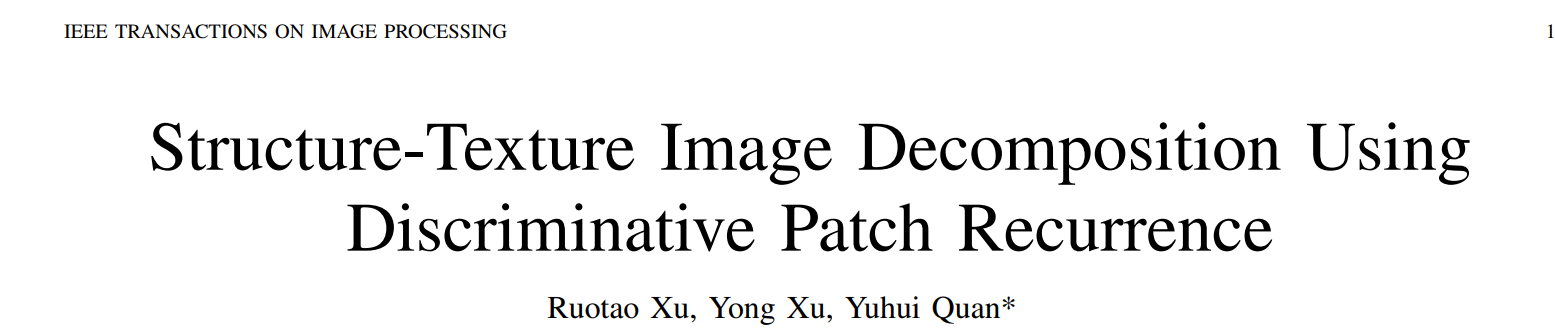 IEEE TRANSACTIONS ON IMAGE PROCESSING 1
Structure-Texture Image Decomposition Using
Discriminative Patch Recurrence
Ruotao Xu, Yong Xu, Yuhui Quan*